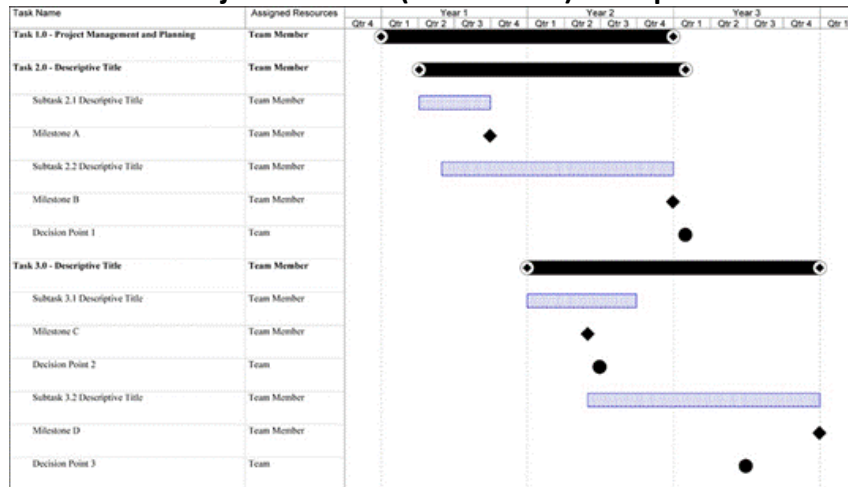 Task Name Assigned Resources Year 1 Year 2 Year 3
Qtr 4 Qtr 1 Qtr 2 Qtr 3 Qtr 4 Qtr 1 Qtr 2 Qtr 3 Qtr 4 Qtr 1 Qtr 2 Qtr 3 Qtr 4 Qtr 1
Task 1.0 - Project Management and Planning Team Member
Task 2.0 - Descriptive Title Team Member
Subtask 2.1 Descriptive Title Team Member
Milestone A Team Member
Subtask 2.2 Descriptive Title Team Member
Milestone B Team Member
Decision Point 1 Team
Task 3.0 - Descriptive Title Team Member
Subtask 3.1 Descriptive Title Team Member
Milestone C Team Member
Decision Point 2 Team
Subtask 3.2 Descriptive Title Team Member
Milestone D Team Member
Decision Point 3 Team